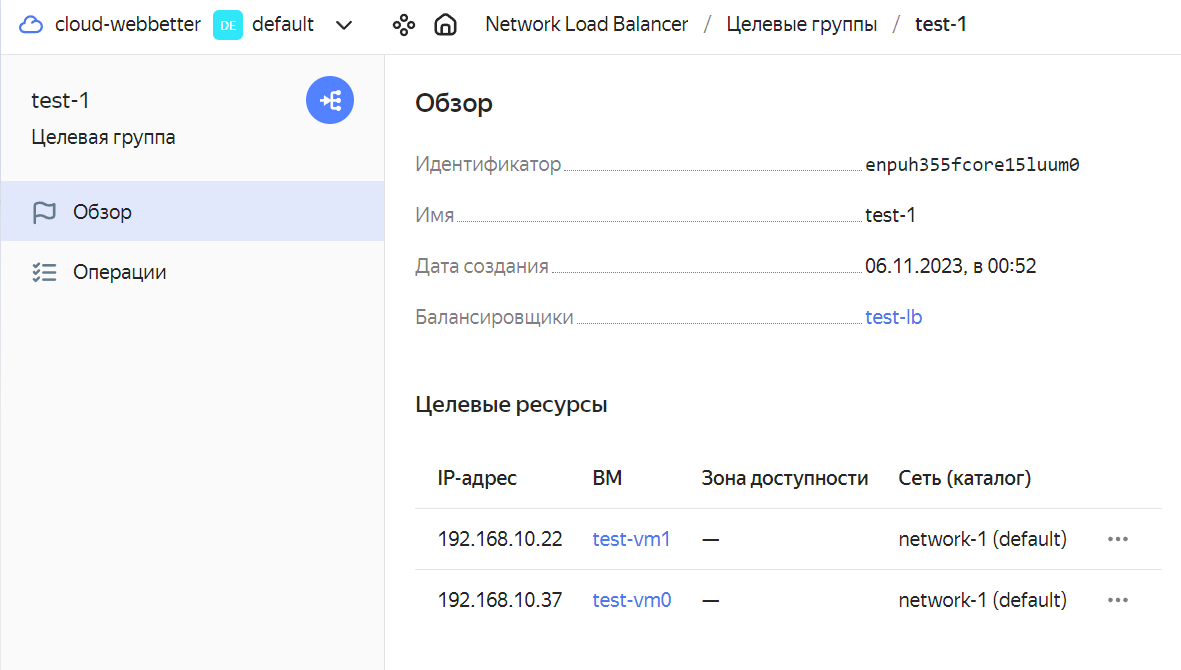 cloud-webbetter DE default Network Load Balancer / Целевые группы / test-1
test-1
Целевая группа
Обзор
Операции
Обзор
Идентификатор enpuh355fcore15luum0
Имя test-1
Дата создания 06.11.2023, в 00:52
Балансировщики test-lb
Целевые ресурсы
IP-адрес ВМ Зона доступности Сеть (каталог)
192.168.10.22 test-vm1 — network-1 (default)
192.168.10.37 test-vm0 — network-1 (default)